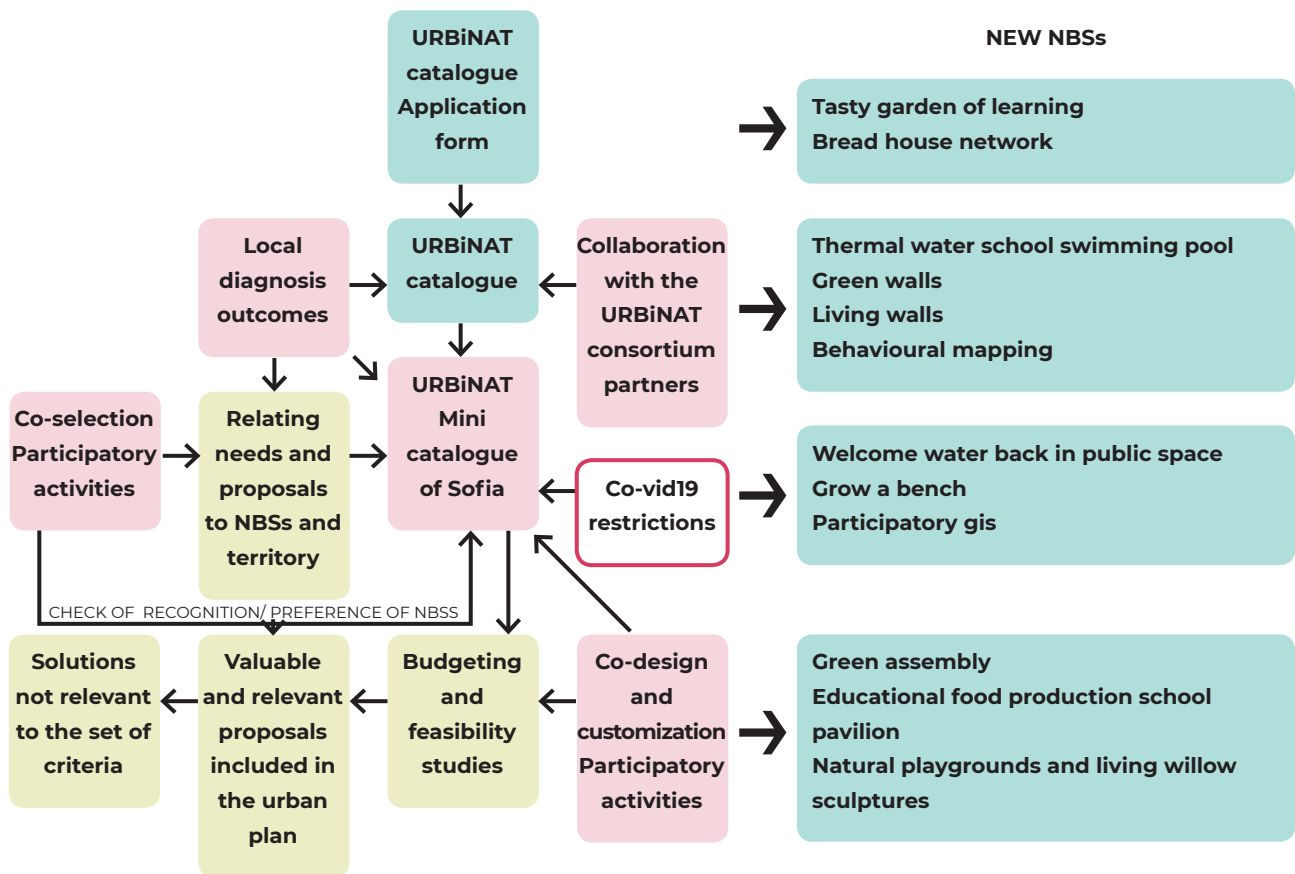 URBiNAT
catalogue
Application
form
NEW NBSs
Tasty garden of learning
Bread house network
Local
diagnosis
outcomes
URBiNAT
catalogue
Collaboration
with the
URBiNAT
consortium
partners
Thermal water school swimming pool
Green walls
Living walls
Behavioural mapping
Co-selection
Participatory
activities
Relating
needs and
proposals
to NBSs and
territory
URBiNAT
Mini
catalogue
of Sofia
Co-vid19
restrictions
Welcome water back in public space
Grow a bench
Participatory gis
CHECK OF RECOGNITION/ PREFERENCE OF NBSS
Solutions
not relevant
to the set of
criteria
Valuable
and relevant
proposals
included in
the urban
plan
Budgeting
and
feasibility
studies
Co-design
and
customization
Participatory
activities
Green assembly
Educational food production school
pavilion
Natural playgrounds and living willow
sculptures